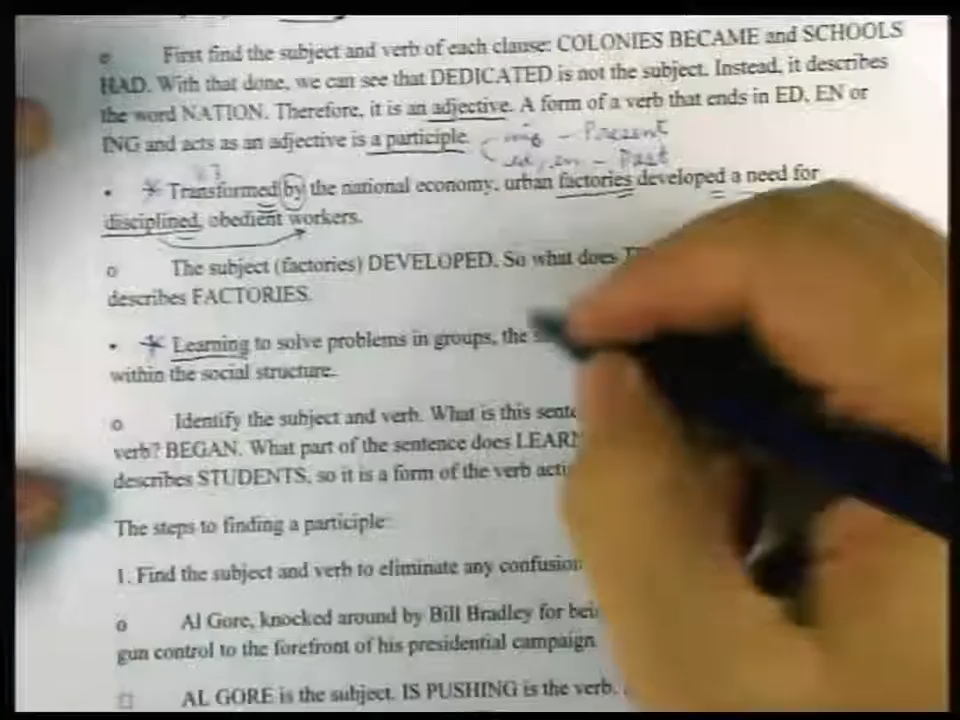 o First find the subject and verb of each clause: COLONIES BECAME and SCHOOLS
HAD. With that done, we can see that DEDICATED is not the subject. Instead, it describes
the word NATION. Therefore, it is an adjective. A form of a verb that ends in ED, EN or
ING and acts as an adjective is a participle. ing - Present
ed, en - Past
• * Transformed by the national economy, urban factories developed a need for
disciplined, obedient workers.
o The subject (factories) DEVELOPED. So what does
describes FACTORIES.
• * Learning to solve problems in groups, the
within the social structure.
o Identify the subject and verb. What is this
verb? BEGAN. What part of the sentence does
describes STUDENTS, so it is a form of the verb
The steps to finding a participle:
1. Find the subject and verb to eliminate any
o Al Gore, knocked around by Bill Bradley for
gun control to the forefront of his presidential campaign
□ AL GORE is the subject. IS PUSHING is the verb.